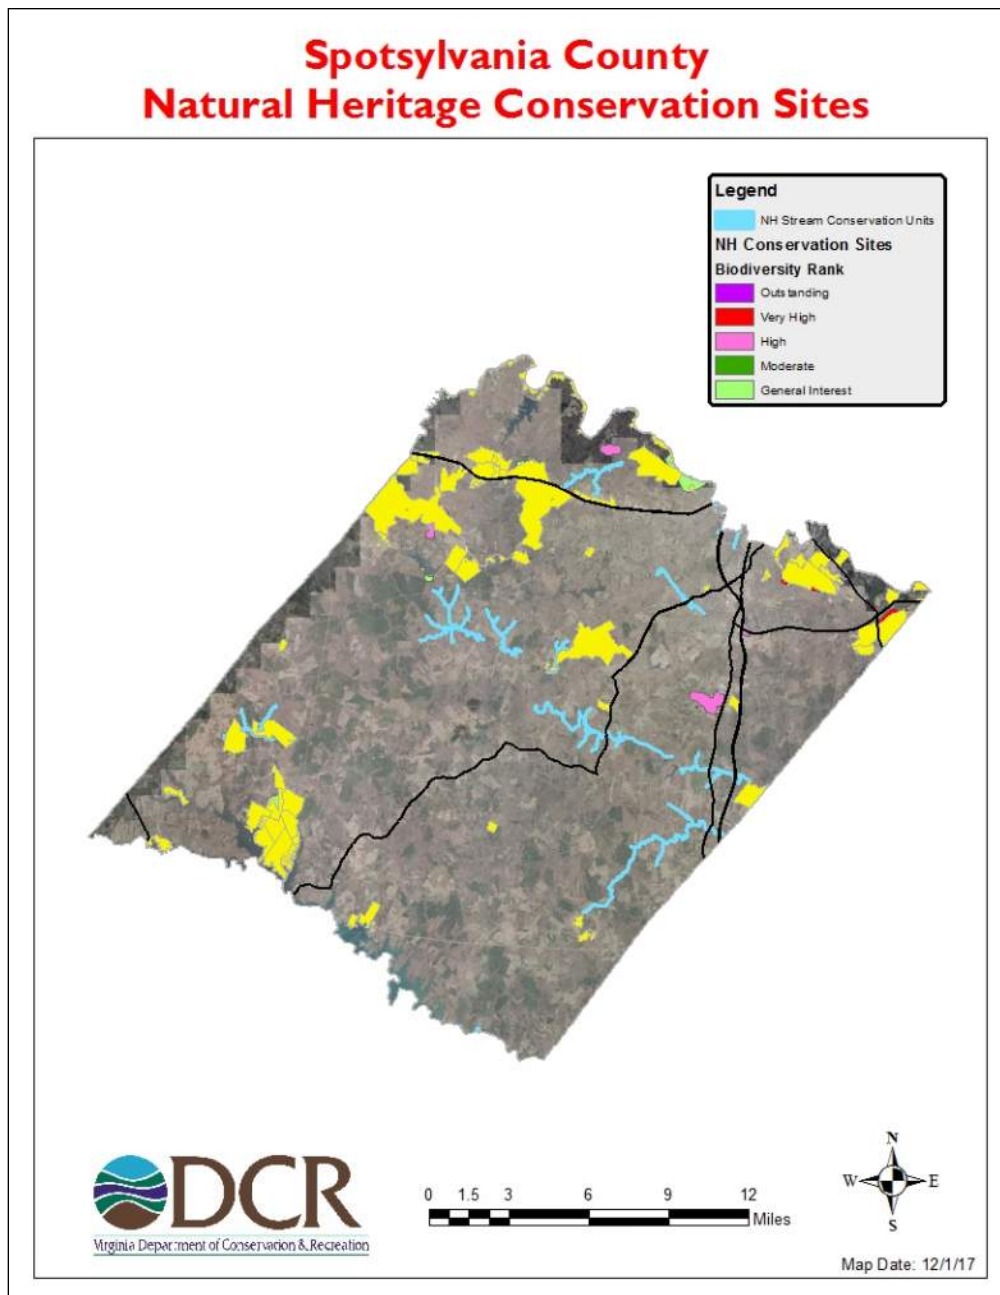 Spotsylvania County
Natural Heritage Conservation Sites
Legend
NH Stream Conservation Units
NH Conservation Sites
Biodiversity Rank
Outstanding
Very High
High
Moderate
General Interest
DCR
Virginia Department of Conservation & Recreation
0 1.5 3 6 9 12
Miles
N
W E
S
Map Date: 12/1/17